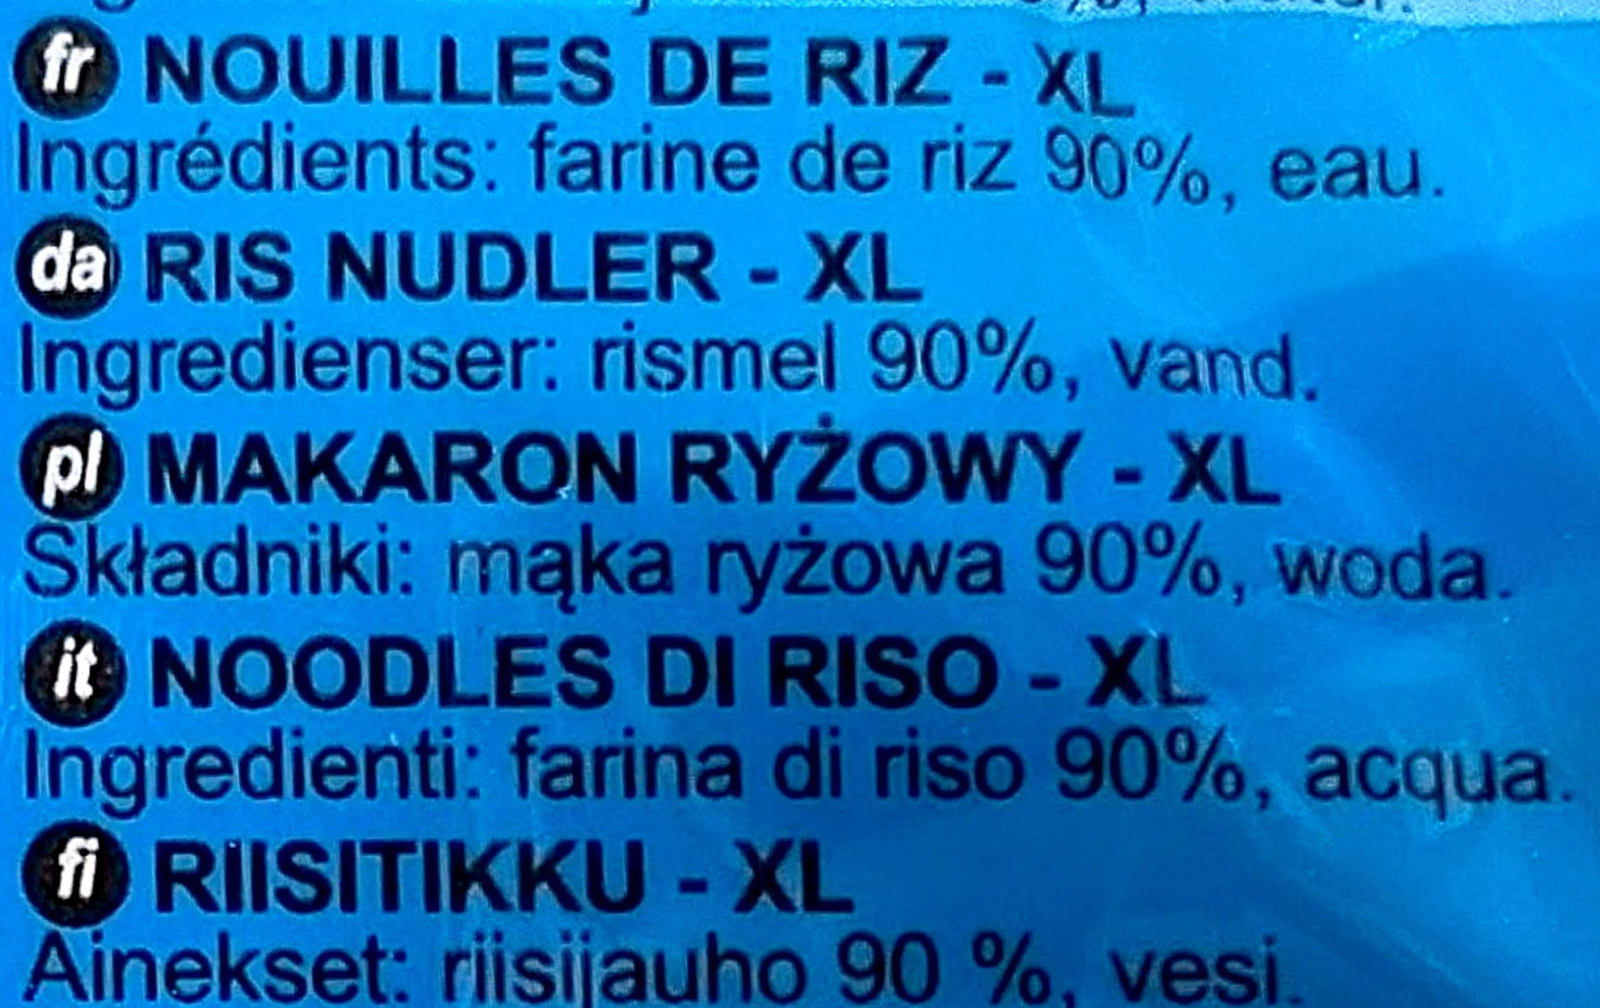 fr NOUILLES DE RIZ - XL
Ingrédients: farine de riz 90%, eau.
da RIS NUDLER - XL
Ingredienser: rismel 90%, vand.
pl MAKARON RYŻOWY - XL
Składniki: mąka ryżowa 90%, woda.
it NOODLES DI RISO - XL
Ingredienti: farina di riso 90%, acqua.
fi RIISITIKKU - XL
Ainekset: riisijauho 90 %, vesi.